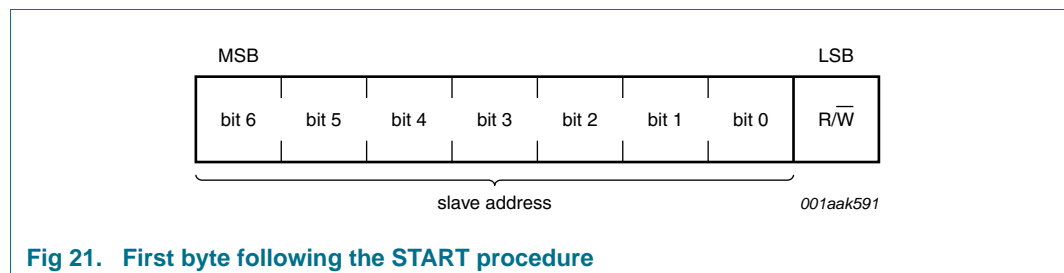 MSB LSB
bit 6 bit 5 bit 4 bit 3 bit 2 bit 1 bit 0 R/W̅
slave address 001aak591
Fig 21. First byte following the START procedure